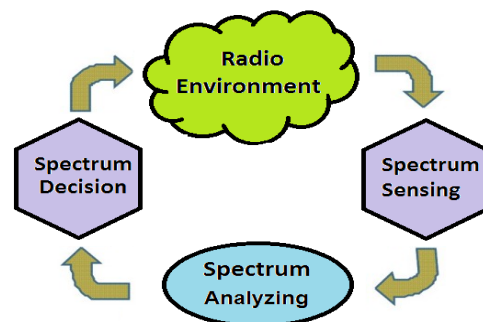 Radio
Environment
Spectrum
Sensing
Spectrum
Analyzing
Spectrum
Decision